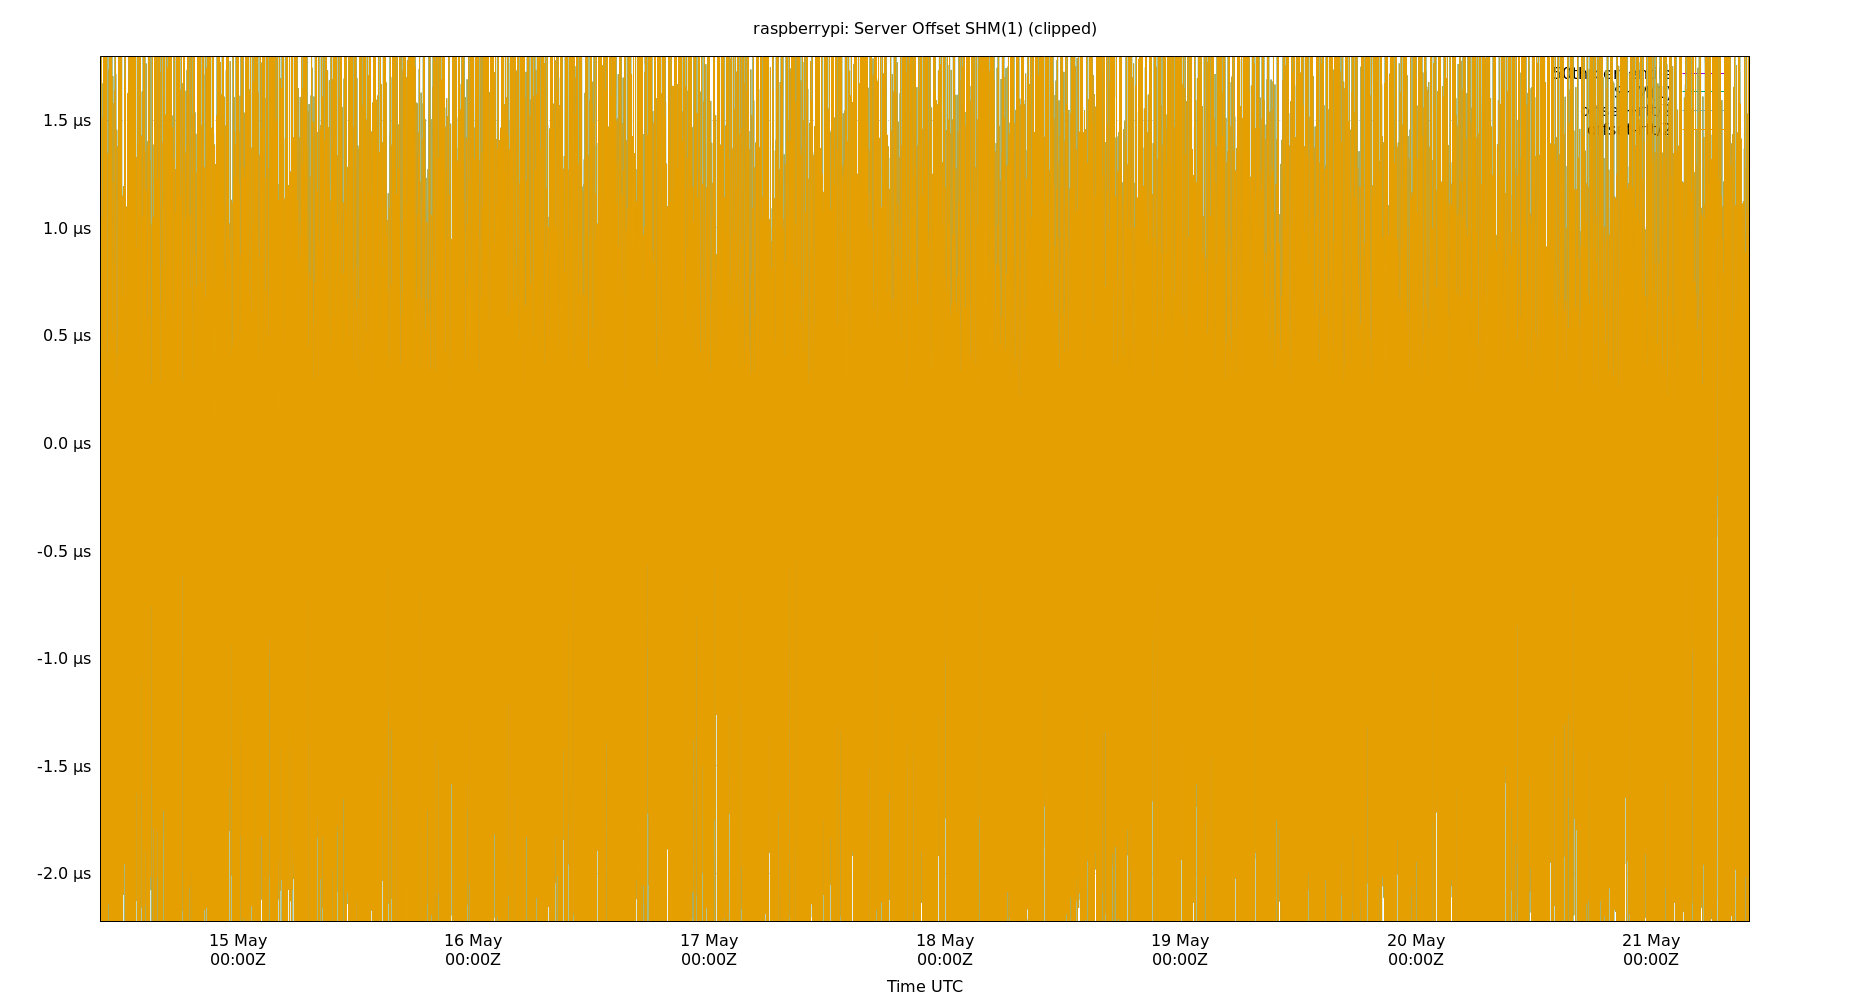 raspberrypi: Server Offset SHM(1) (clipped)
1.5 µs
1.0 µs
0.5 µs
0.0 µs
-0.5 µs
-1.0 µs
-1.5 µs
-2.0 µs
15 May 16 May 17 May 18 May 19 May 20 May 21 May
00:00Z 00:00Z 00:00Z 00:00Z 00:00Z 00:00Z 00:00Z
Time UTC